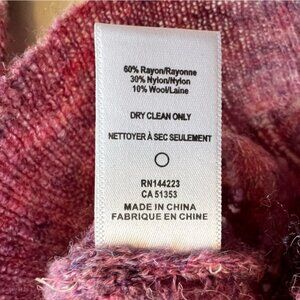 60% Rayon/Rayonne
30% Nylon/Nylon
10% Wool/Laine
DRY CLEAN ONLY
NETTOYER À SEC SEULEMENT
RN144223
CA 51353
MADE IN CHINA
FABRIQUE EN CHINE